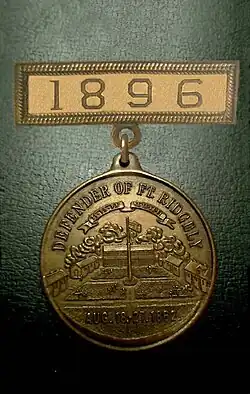 1896
DEFENDER OF FT. RIDGELY
AUG. 18-27. 1862